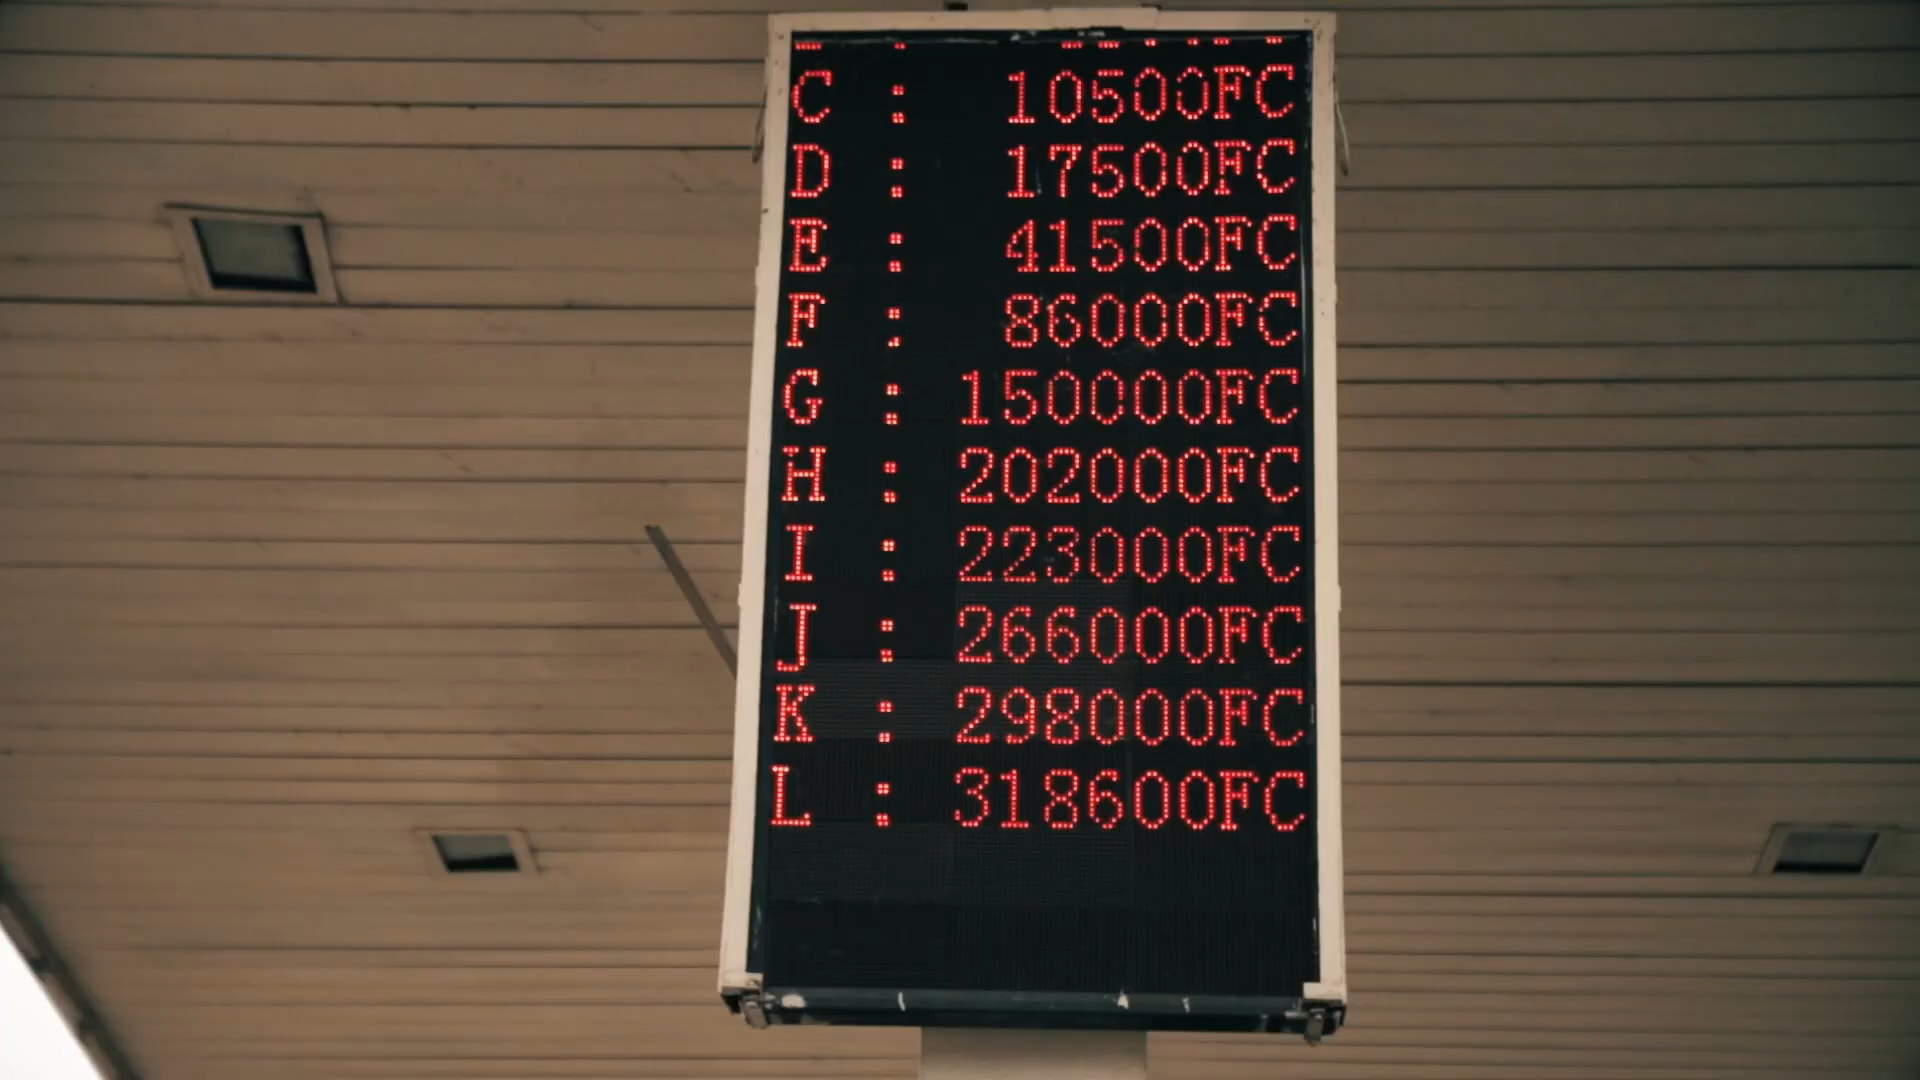 C : 10500FC
D : 17500FC
E : 41500FC
F : 86000FC
G : 150000FC
H : 202000FC
I : 223000FC
J : 266000FC
K : 298000FC
L : 318600FC